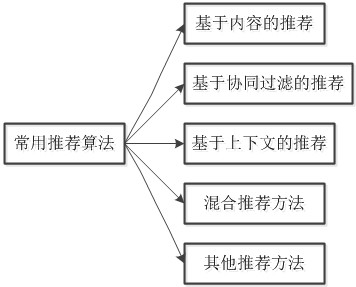 基于内容的推荐
基于协同过滤的推荐
常用推荐算法
基于上下文的推荐
混合推荐方法
其他推荐方法